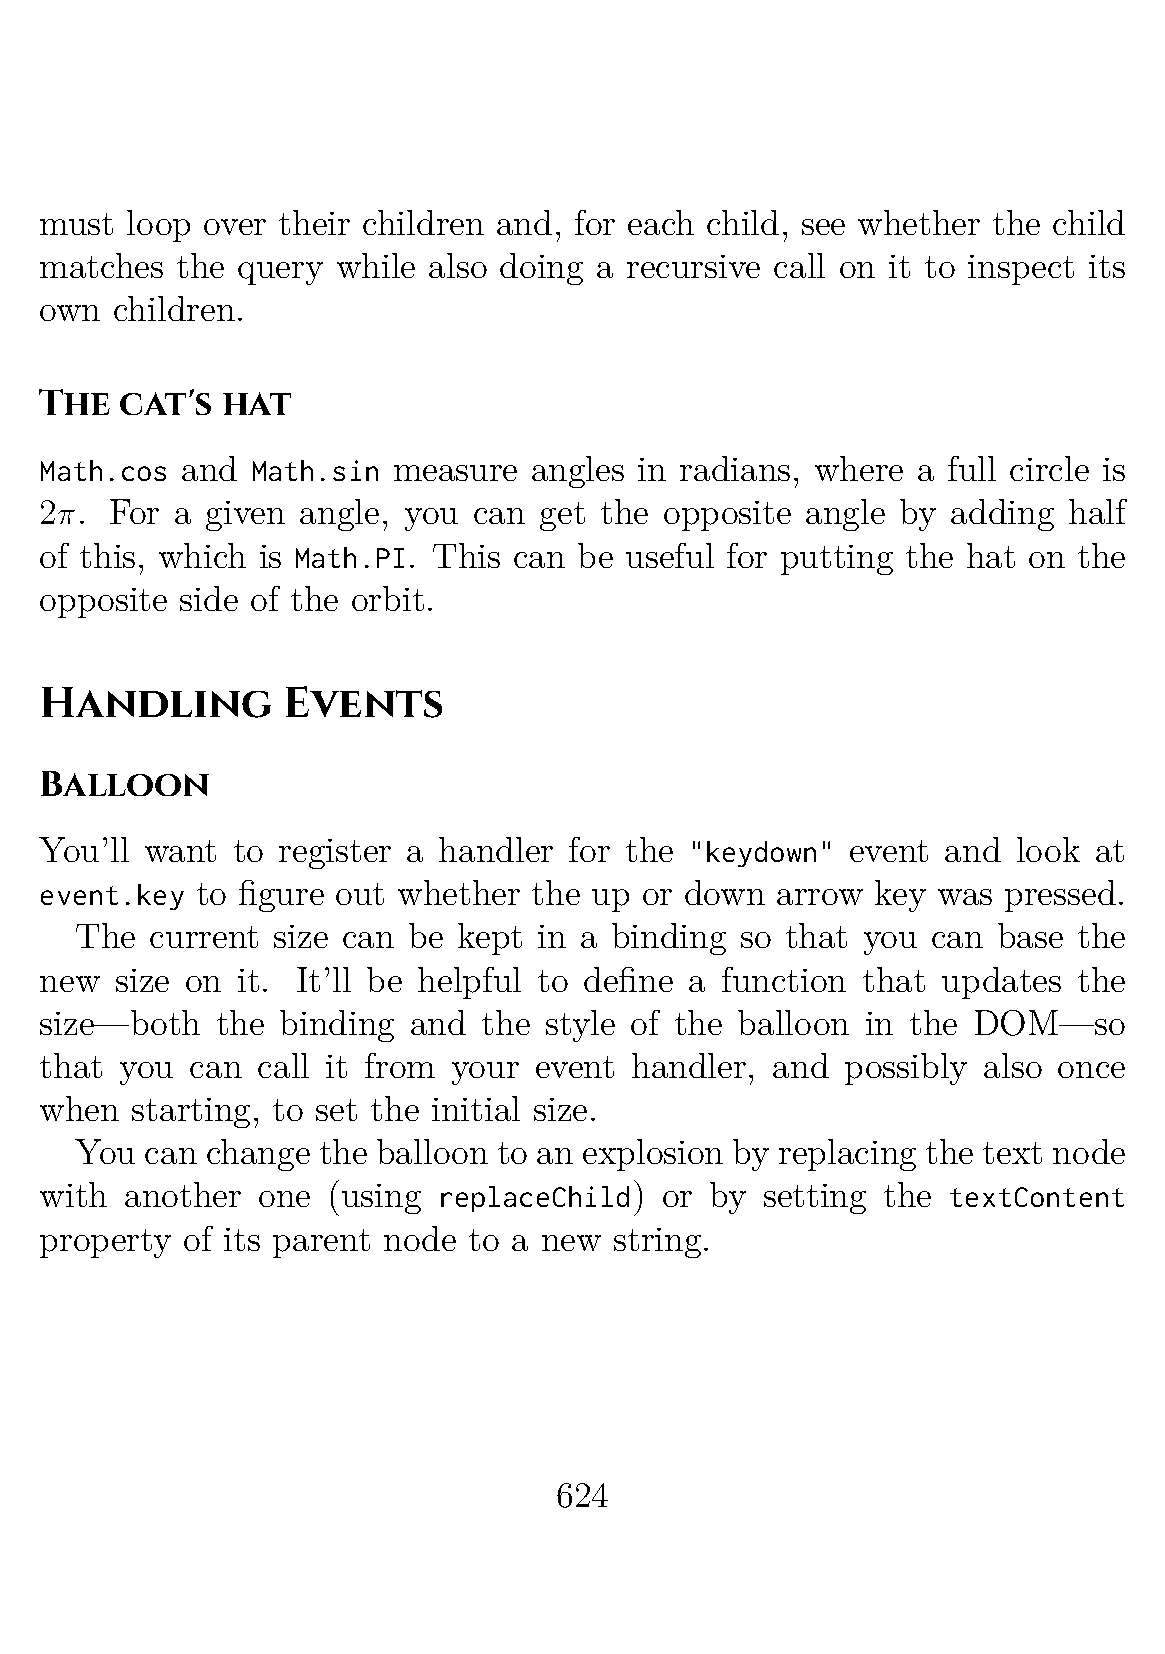 must loop over their children and, for each child, see whether the child
matches the query while also doing a recursive call on it to inspect its
own children.
The cat's hat
Math.cos and Math.sin measure angles in radians, where a full circle is
2π. For a given angle, you can get the opposite angle by adding half
of this, which is Math.PI. This can be useful for putting the hat on the
opposite side of the orbit.
Handling Events
Balloon
You'll want to register a handler for the "keydown" event and look at
event.key to figure out whether the up or down arrow key was pressed.
The current size can be kept in a binding so that you can base the
new size on it. It'll be helpful to define a function that updates the
size—both the binding and the style of the balloon in the DOM—so
that you can call it from your event handler, and possibly also once
when starting, to set the initial size.
You can change the balloon to an explosion by replacing the text node
with another one (using replaceChild) or by setting the textContent
property of its parent node to a new string.
624